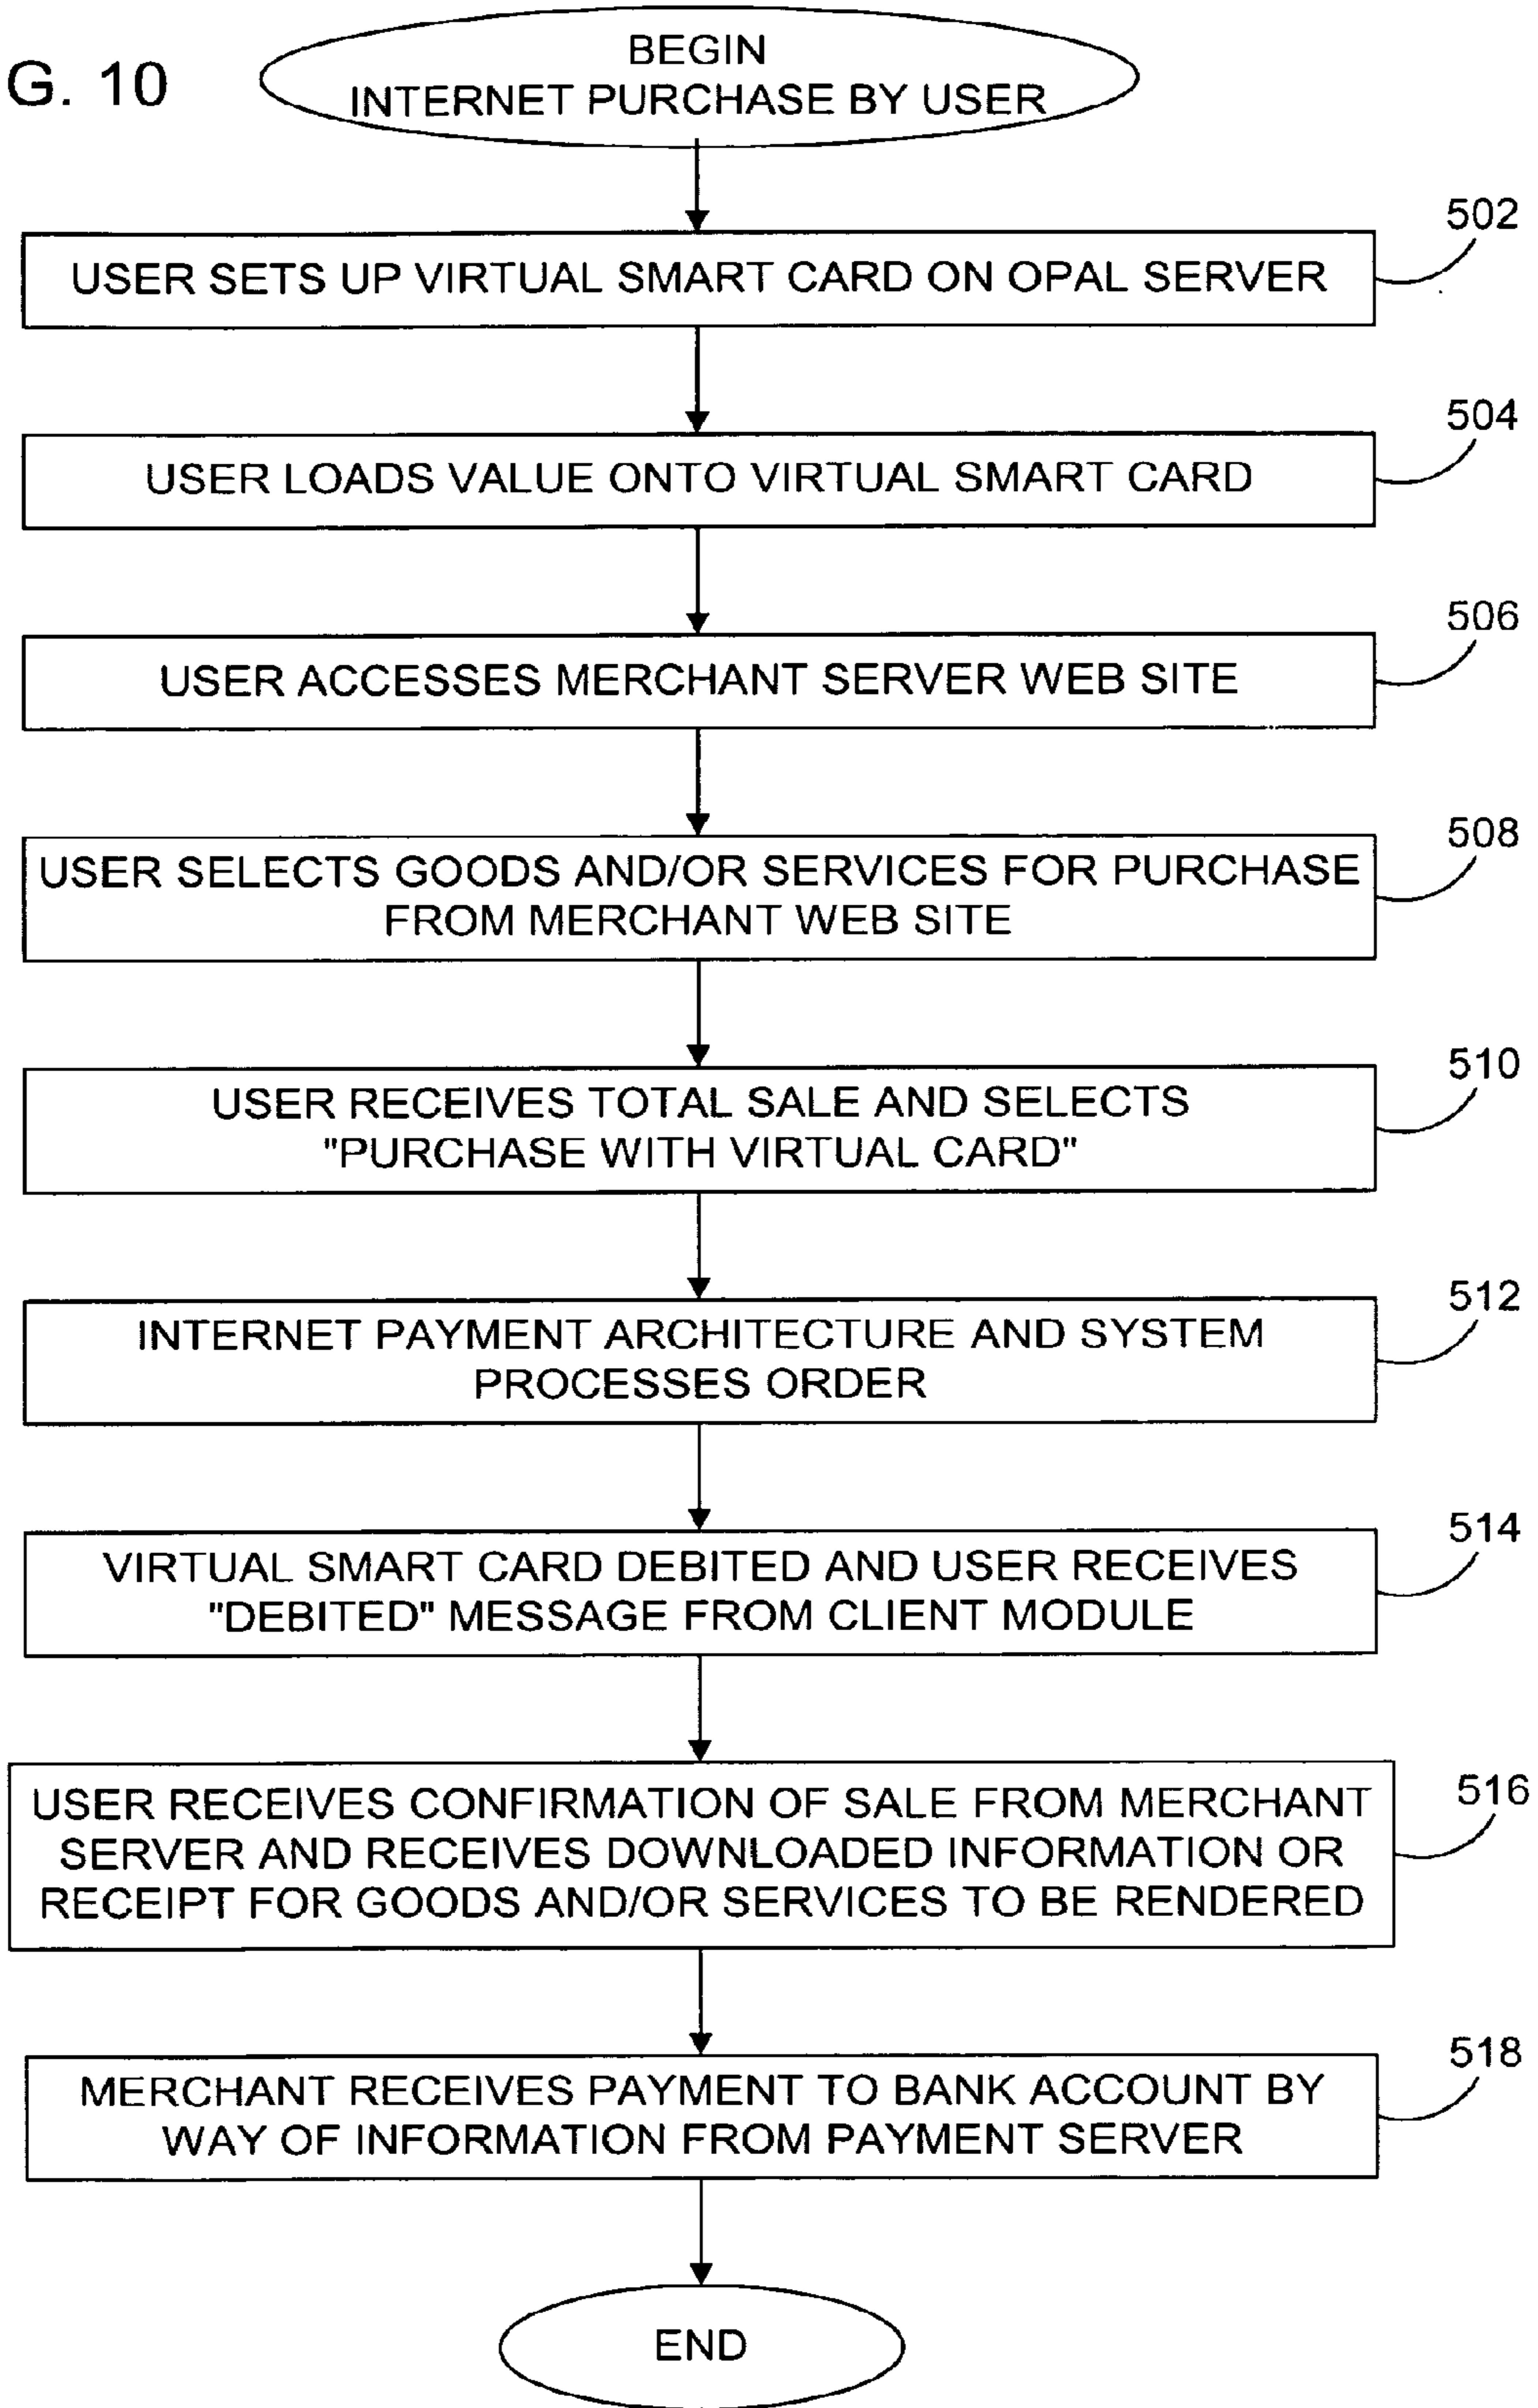 G. 10
BEGIN
INTERNET PURCHASE BY USER
502
USER SETS UP VIRTUAL SMART CARD ON OPAL SERVER
504
USER LOADS VALUE ONTO VIRTUAL SMART CARD
506
USER ACCESSES MERCHANT SERVER WEB SITE
508
USER SELECTS GOODS AND/OR SERVICES FOR PURCHASE
FROM MERCHANT WEB SITE
510
USER RECEIVES TOTAL SALE AND SELECTS
"PURCHASE WITH VIRTUAL CARD"
512
INTERNET PAYMENT ARCHITECTURE AND SYSTEM
PROCESSES ORDER
514
VIRTUAL SMART CARD DEBITED AND USER RECEIVES
"DEBITED" MESSAGE FROM CLIENT MODULE
516
USER RECEIVES CONFIRMATION OF SALE FROM MERCHANT
SERVER AND RECEIVES DOWNLOADED INFORMATION OR
RECEIPT FOR GOODS AND/OR SERVICES TO BE RENDERED
518
MERCHANT RECEIVES PAYMENT TO BANK ACCOUNT BY
WAY OF INFORMATION FROM PAYMENT SERVER
END